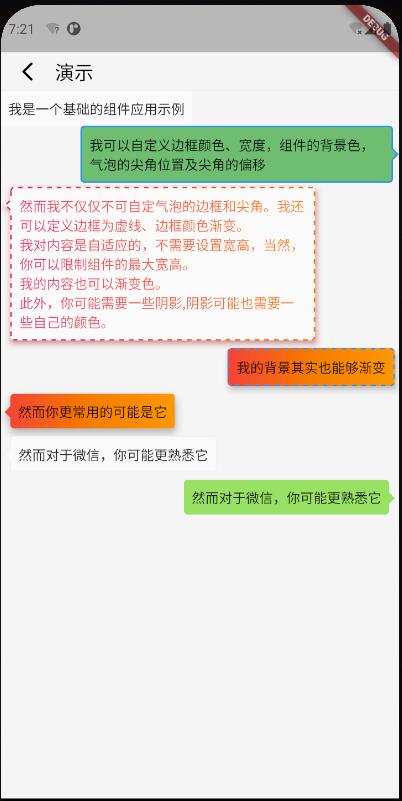 7:21
DEBUG
演示
我是一个基础的组件应用示例
我可以自定义边框颜色、宽度，组件的背景色，
气泡的尖角位置及尖角的偏移
然而我不仅仅不可自定气泡的边框和尖角。我还
可以定义边框为虚线、边框颜色渐变。
我对内容是自适应的，不需要设置宽高，当然，
你可以限制组件的最大宽高。
我的内容也可以渐变色。
此外，你可能需要一些阴影,阴影可能也需要一
些自己的颜色。
我的背景其实也能够渐变
然而你更常用的可能是它
然而对于微信，你可能更熟悉它
然而对于微信，你可能更熟悉它